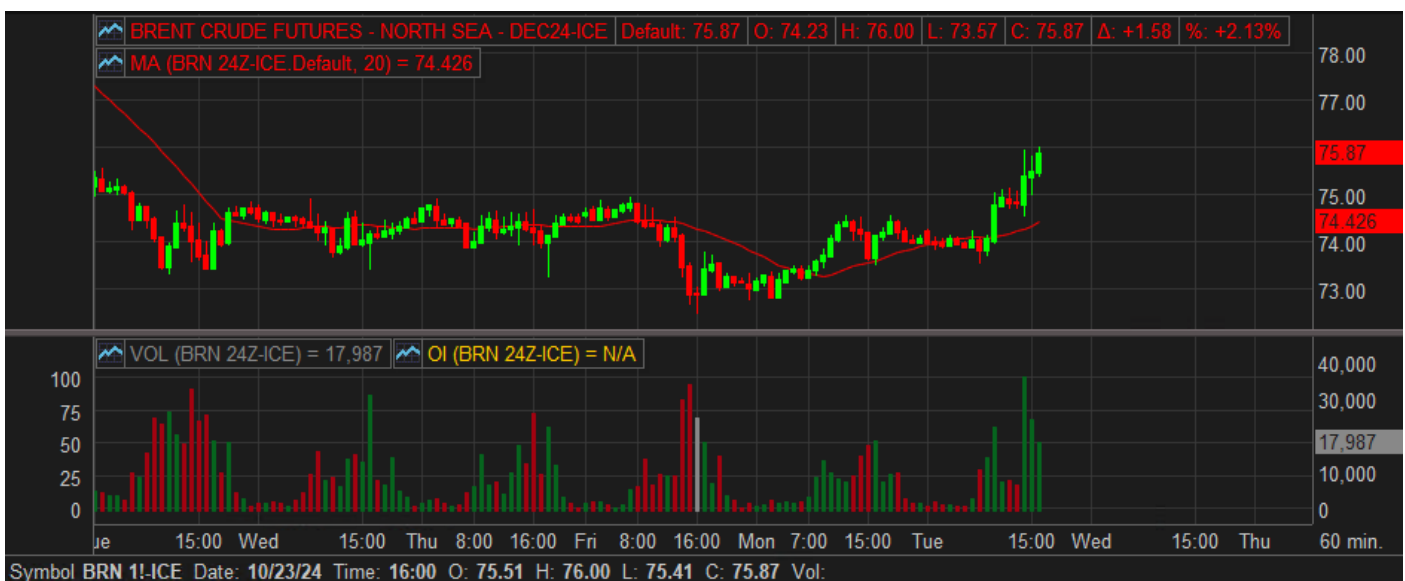 BRENT CRUDE FUTURES - NORTH SEA - DEC24-ICE Default: 75.87 O: 74.23 H: 76.00 L: 73.57 C: 75.87 Δ: +1.58 %: +2.13%
MA (BRN 24Z-ICE.Default, 20) = 74.426
78.00
77.00
75.87
75.00
74.426
74.00
73.00
VOL (BRN 24Z-ICE) = 17,987 OI (BRN 24Z-ICE) = N/A
100 40,000
75 30,000
50 17,987
25 10,000
0 0
ue 15:00 Wed 15:00 Thu 8:00 16:00 Fri 8:00 16:00 Mon 7:00 15:00 Tue 15:00 Wed 15:00 Thu 60 min.
Symbol BRN 1!-ICE Date: 10/23/24 Time: 16:00 O: 75.51 H: 76.00 L: 75.41 C: 75.87 Vol: